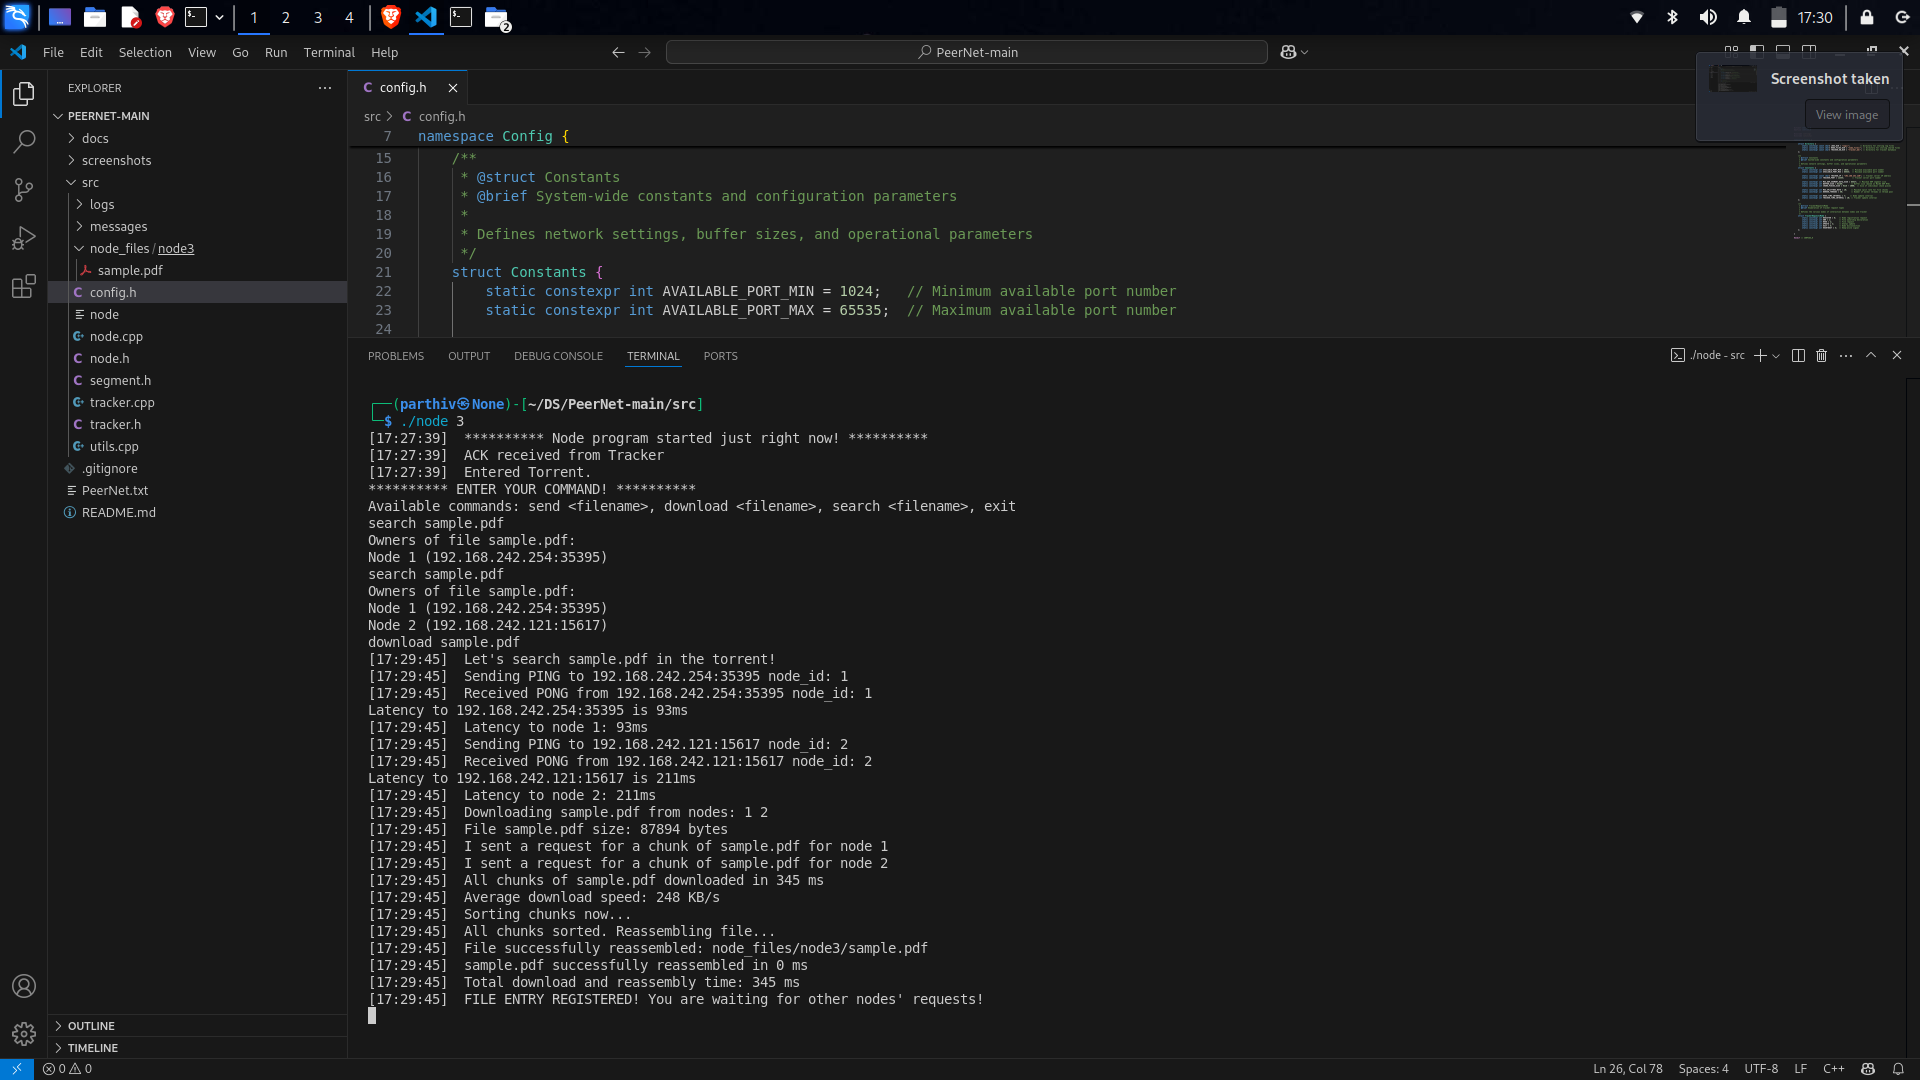 1 2 3 4 2 17:30
File Edit Selection View Go Run Terminal Help PeerNet-main
Screenshot taken
View image
EXPLORER
PEERNET-MAIN
docs
screenshots
src
logs
messages
node_files/node3
sample.pdf
C config.h
node
node.cpp
C node.h
C segment.h
tracker.cpp
C tracker.h
utils.cpp
.gitignore
PeerNet.txt
README.md
OUTLINE
TIMELINE
C config.h
src > C config.h
7 namespace Config {
15 /**
16 * @struct Constants
17 * @brief System-wide constants and configuration parameters
18 *
19 * Defines network settings, buffer sizes, and operational parameters
20 */
21 struct Constants {
22 static constexpr int AVAILABLE_PORT_MIN = 1024; // Minimum available port number
23 static constexpr int AVAILABLE_PORT_MAX = 65535; // Maximum available port number
24
PROBLEMS OUTPUT DEBUG CONSOLE TERMINAL PORTS ./node - src
(parthiv㉿None)-[~/DS/PeerNet-main/src]
$ ./node 3
[17:27:39] ********** Node program started just right now! **********
[17:27:39] ACK received from Tracker
[17:27:39] Entered Torrent.
********** ENTER YOUR COMMAND! **********
Available commands: send <filename>, download <filename>, search <filename>, exit
search sample.pdf
Owners of file sample.pdf:
Node 1 (192.168.242.254:35395)
search sample.pdf
Owners of file sample.pdf:
Node 1 (192.168.242.254:35395)
Node 2 (192.168.242.121:15617)
download sample.pdf
[17:29:45] Let's search sample.pdf in the torrent!
[17:29:45] Sending PING to 192.168.242.254:35395 node_id: 1
[17:29:45] Received PONG from 192.168.242.254:35395 node_id: 1
Latency to 192.168.242.254:35395 is 93ms
[17:29:45] Latency to node 1: 93ms
[17:29:45] Sending PING to 192.168.242.121:15617 node_id: 2
[17:29:45] Received PONG from 192.168.242.121:15617 node_id: 2
Latency to 192.168.242.121:15617 is 211ms
[17:29:45] Latency to node 2: 211ms
[17:29:45] Downloading sample.pdf from nodes: 1 2
[17:29:45] File sample.pdf size: 87894 bytes
[17:29:45] I sent a request for a chunk of sample.pdf for node 1
[17:29:45] I sent a request for a chunk of sample.pdf for node 2
[17:29:45] All chunks of sample.pdf downloaded in 345 ms
[17:29:45] Average download speed: 248 KB/s
[17:29:45] Sorting chunks now...
[17:29:45] All chunks sorted. Reassembling file...
[17:29:45] File successfully reassembled: node_files/node3/sample.pdf
[17:29:45] sample.pdf successfully reassembled in 0 ms
[17:29:45] Total download and reassembly time: 345 ms
[17:29:45] FILE ENTRY REGISTERED! You are waiting for other nodes' requests!
0 0 Ln 26, Col 78 Spaces: 4 UTF-8 LF C++